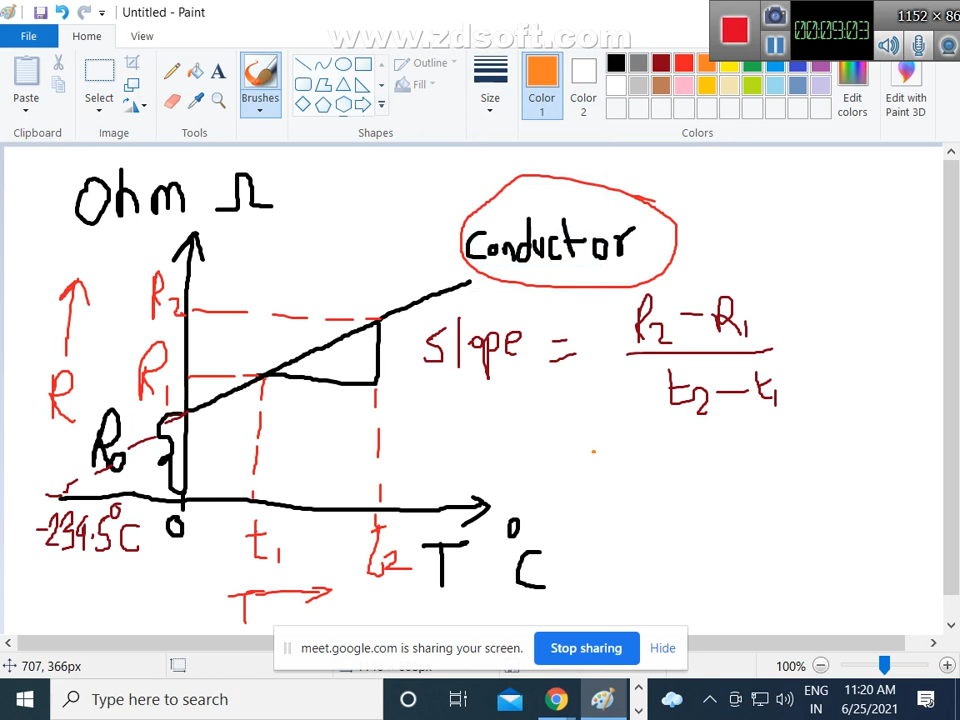 Untitled - Paint
www.zdsoft.com
1152 × 86
00:09:03
File
Home
View
Paste
Select
Brushes
Outline
Fill
Size
Color 1
Color 2
Edit colors
Edit with Paint 3D
Clipboard
Image
Tools
Shapes
Colors
Ohm Ω
Conductor
R2
R1
R
R0
slope = R2 - R1
t2 - t1
-234.5°C
0
t1
t2
T °C
T
meet.google.com is sharing your screen.
Stop sharing
Hide
707, 366px
100%
Type here to search
ENG
IN
11:20 AM
6/25/2021